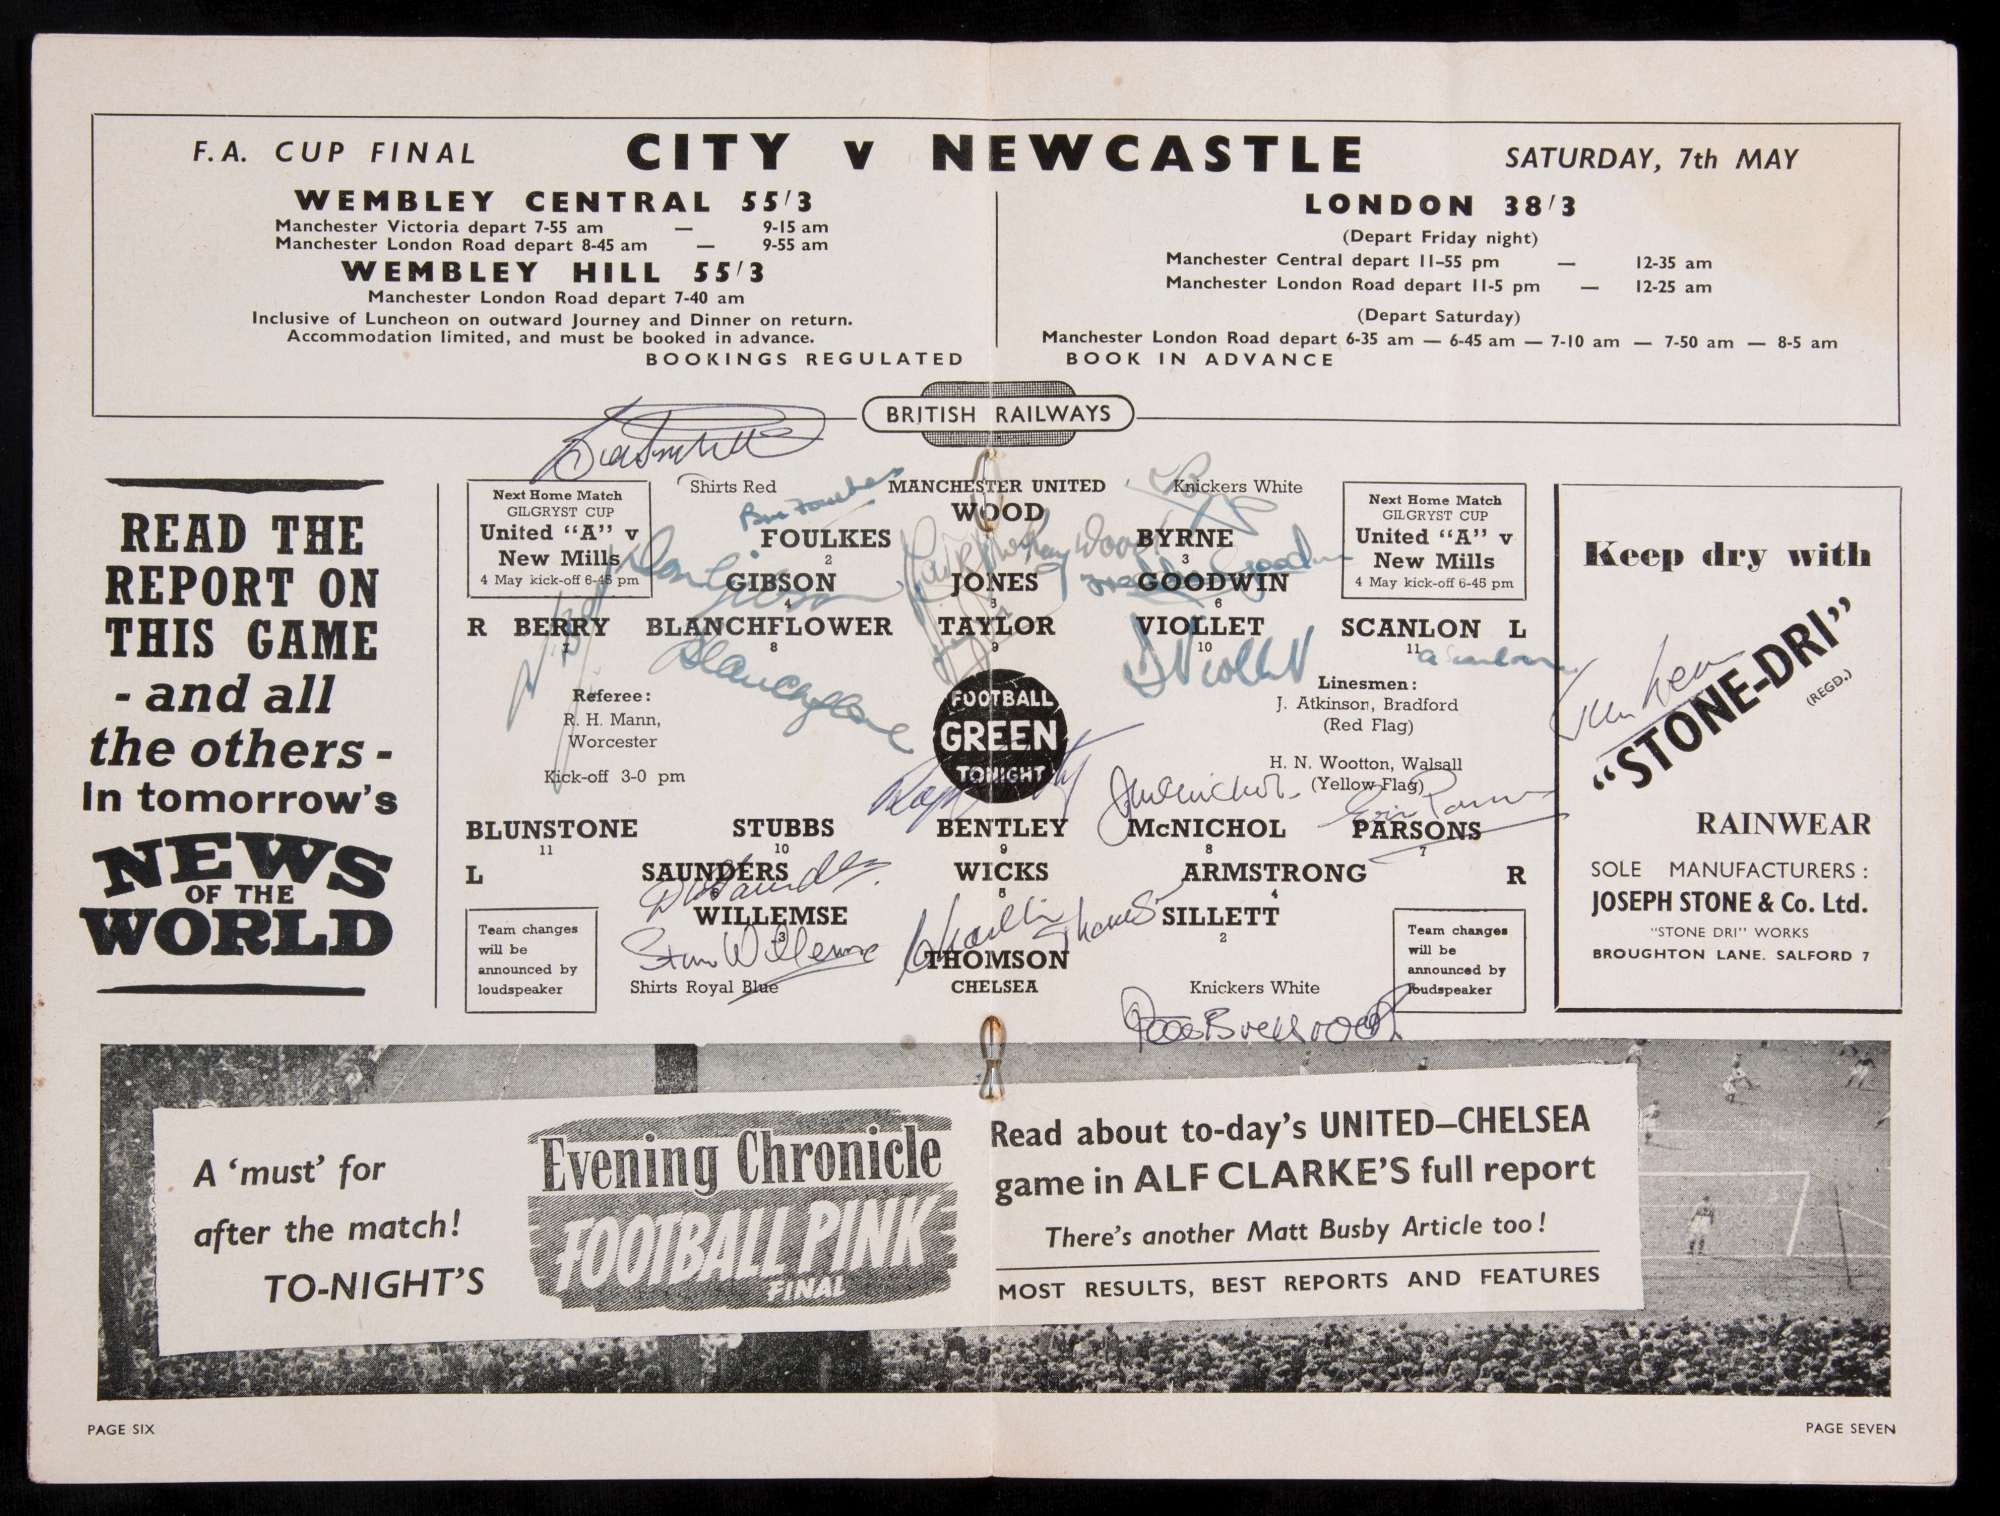 F.A. CUP FINAL CITY v NEWCASTLE SATURDAY, 7th MAY
WEMBLEY CENTRAL 55/3
Manchester Victoria depart 7-55 am — 9-15 am
Manchester London Road depart 8-45 am — 9-55 am
WEMBLEY HILL 55/3
Manchester London Road depart 7-40 am
Inclusive of Luncheon on outward Journey and Dinner on return.
Accommodation limited, and must be booked in advance.
LONDON 38/3
(Depart Friday night)
Manchester Central depart 11-55 pm — 12-35 am
Manchester London Road depart 11-5 pm — 12-25 am
(Depart Saturday)
Manchester London Road depart 6-35 am — 6-45 am — 7-10 am — 7-50 am — 8-5 am
BOOKINGS REGULATED BOOK IN ADVANCE
BRITISH RAILWAYS
READ THE
REPORT ON
THIS GAME
- and all
the others -
in tomorrow's
NEWS
OF THE
WORLD
Next Home Match
GILGRYST CUP
United "A" v
New Mills
4 May kick-off 6-45 pm
Shirts Red MANCHESTER UNITED Knickers White
WOOD
Bill Foulkes
FOULKES BYRNE
2 3
Ray Wood
Don Gibson
Freddie Goodwin
GIBSON JONES GOODWIN
4 5 6
R BERRY BLANCHFLOWER TAYLOR VIOLLET SCANLON L
7 8 9 10 11
Blanchflower
D Viollet
A Scanlon
Next Home Match
GILGRYST CUP
United "A" v
New Mills
4 May kick-off 6-45 pm
Referee:
R. H. Mann,
Worcester
Kick-off 3-0 pm
FOOTBALL
GREEN
TONIGHT
Linesmen:
J. Atkinson, Bradford
(Red Flag)
H. N. Wootton, Walsall
(Yellow Flag)
Eric Parsons
BLUNSTONE STUBBS BENTLEY McNICHOL PARSONS
11 10 9 8 7
L SAUNDERS WICKS ARMSTRONG R
6 5 4
D W Saunders
WILLEMSE SILLETT
3 2
Stan Willemse
Charlie Thomson
THOMSON
Shirts Royal Blue CHELSEA Knickers White
Team changes
will be
announced by
loudspeaker
Team changes
will be
announced by
loudspeaker
Keep dry with
"STONE-DRI"
(REGD.)
RAINWEAR
SOLE MANUFACTURERS:
JOSEPH STONE & Co. Ltd.
"STONE DRI" WORKS
BROUGHTON LANE. SALFORD 7
A 'must' for
after the match!
TO-NIGHT'S
Evening Chronicle
FOOTBALL PINK
FINAL
Read about to-day's UNITED—CHELSEA
game in ALF CLARKE'S full report
There's another Matt Busby Article too!
MOST RESULTS, BEST REPORTS AND FEATURES
PAGE SIX
PAGE SEVEN